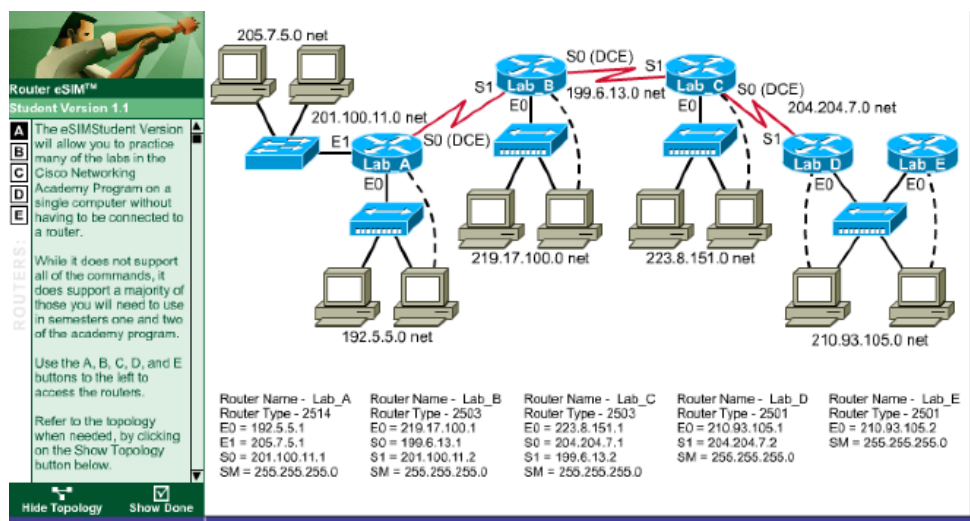 Router eSIM™
Student Version 1.1
A
B
C
D
E
ROUTERS:
The eSIMStudent Version
will allow you to practice
many of the labs in the
Cisco Networking
Academy Program on a
single computer without
having to be connected to
a router.
While it does not support
all of the commands, it
does support a majority of
those you will need to use
in semesters one and two
of the academy program.
Use the A, B, C, D, and E
buttons to the left to
access the routers.
Refer to the topology
when needed, by clicking
on the Show Topology
button below.
Hide Topology
Show Done
205.7.5.0 net
201.100.11.0 net
E1
Lab_A
E0
S0 (DCE)
192.5.5.0 net
S1
Lab_B
E0
S0 (DCE)
199.6.13.0 net
219.17.100.0 net
S1
Lab_C
E0
S0 (DCE)
204.204.7.0 net
223.8.151.0 net
S1
Lab_D
E0
Lab_E
E0
210.93.105.0 net
Router Name - Lab_A
Router Type - 2514
E0 = 192.5.5.1
E1 = 205.7.5.1
S0 = 201.100.11.1
SM = 255.255.255.0
Router Name - Lab_B
Router Type - 2503
E0 = 219.17.100.1
S0 = 199.6.13.1
S1 = 201.100.11.2
SM = 255.255.255.0
Router Name - Lab_C
Router Type - 2503
E0 = 223.8.151.1
S0 = 204.204.7.1
S1 = 199.6.13.2
SM = 255.255.255.0
Router Name - Lab_D
Router Type - 2501
E0 = 210.93.105.1
S1 = 204.204.7.2
SM = 255.255.255.0
Router Name - Lab_E
Router Type - 2501
E0 = 210.93.105.2
SM = 255.255.255.0